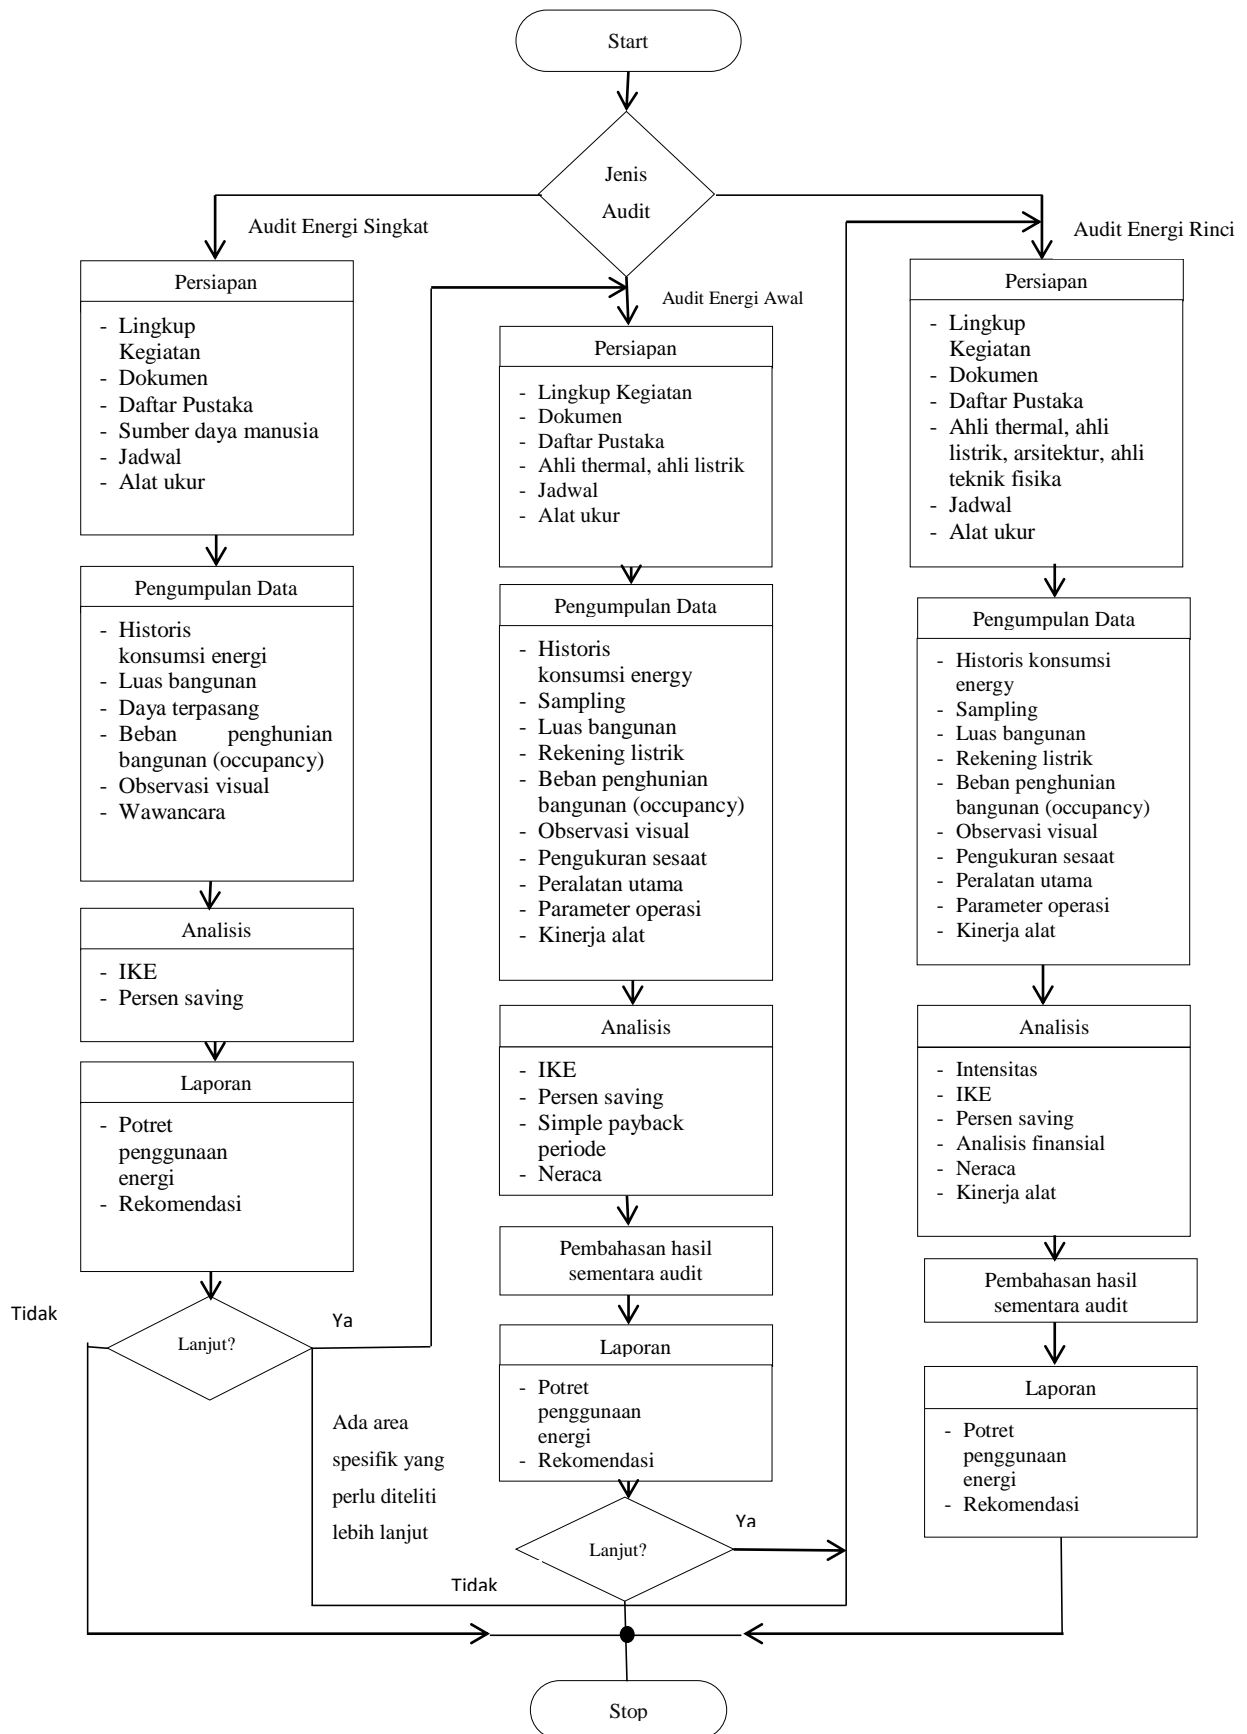 Start
Jenis
Audit
Audit Energi Singkat
Persiapan
- Lingkup
Kegiatan
- Dokumen
- Daftar Pustaka
- Sumber daya manusia
- Jadwal
- Alat ukur
Pengumpulan Data
- Historis
konsumsi energi
- Luas bangunan
- Daya terpasang
- Beban penghunian
bangunan (occupancy)
- Observasi visual
- Wawancara
Analisis
- IKE
- Persen saving
Laporan
- Potret
penggunaan
energi
- Rekomendasi
Lanjut?
Tidak
Ya
Ada area
spesifik yang
perlu diteliti
lebih lanjut
Audit Energi Awal
Persiapan
- Lingkup Kegiatan
- Dokumen
- Daftar Pustaka
- Ahli thermal, ahli listrik
- Jadwal
- Alat ukur
Pengumpulan Data
- Historis
konsumsi energy
- Sampling
- Luas bangunan
- Rekening listrik
- Beban penghunian
bangunan (occupancy)
- Observasi visual
- Pengukuran sesaat
- Peralatan utama
- Parameter operasi
- Kinerja alat
Analisis
- IKE
- Persen saving
- Simple payback
periode
- Neraca
Pembahasan hasil
sementara audit
Laporan
- Potret
penggunaan
energi
- Rekomendasi
Lanjut?
Ya
Tidak
Audit Energi Rinci
Persiapan
- Lingkup
Kegiatan
- Dokumen
- Daftar Pustaka
- Ahli thermal, ahli
listrik, arsitektur, ahli
teknik fisika
- Jadwal
- Alat ukur
Pengumpulan Data
- Historis konsumsi
energy
- Sampling
- Luas bangunan
- Rekening listrik
- Beban penghunian
bangunan (occupancy)
- Observasi visual
- Pengukuran sesaat
- Peralatan utama
- Parameter operasi
- Kinerja alat
Analisis
- Intensitas
- IKE
- Persen saving
- Analisis finansial
- Neraca
- Kinerja alat
Pembahasan hasil
sementara audit
Laporan
- Potret
penggunaan
energi
- Rekomendasi
Stop